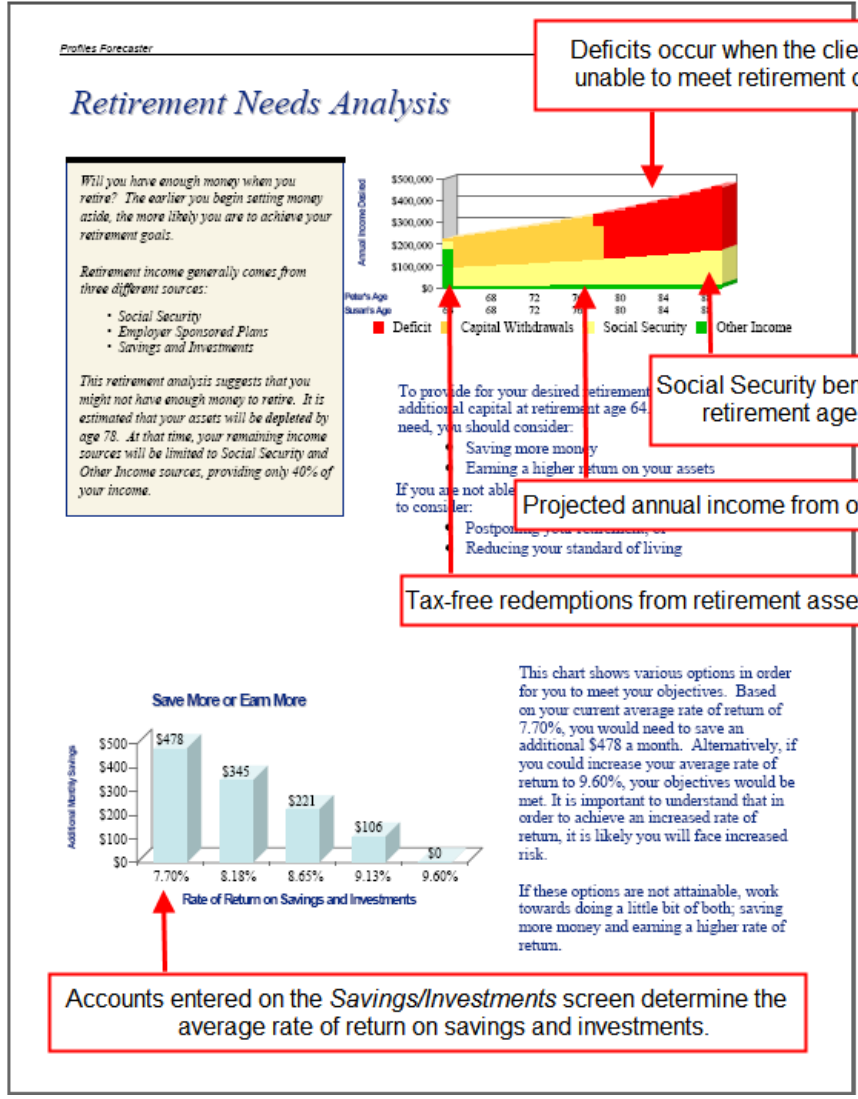 Profiles Forecaster
Deficits occur when the
unable to meet retirement
Retirement Needs Analysis
Will you have enough money when you
retire? The earlier you begin setting money
aside, the more likely you are to achieve your
retirement goals.
Retirement income generally comes from
three different sources:
• Social Security
• Employer Sponsored Plans
• Savings and Investments
This retirement analysis suggests that you
might not have enough money to retire. It is
estimated that your assets will be depleted by
age 78. At that time, your remaining income
sources will be limited to Social Security and
Other Income sources, providing only 40% of
your income.
Annual Income Desired
$500,000
$400,000
$300,000
$200,000
$100,000
$0
Peter's Age 68 72 80 84
Susan's Age 68 72 80 84
Deficit Capital Withdrawals Social Security Other Income
To provide for your desired retirement
additional capital at retirement age 64.
need, you should consider:
• Saving more money
• Earning a higher return on your assets
If you are not able
to consider:
• Postponing your retirement, or
• Reducing your standard of living
Social Security
retirement age
Projected annual income from
Tax-free redemptions from retirement
Save More or Earn More
Additional Monthly Savings
$500
$400
$300
$200
$100
$0
$478
$345
$221
$106
$0
7.70% 8.18% 8.65% 9.13% 9.60%
Rate of Return on Savings and Investments
This chart shows various options in order
for you to meet your objectives. Based
on your current average rate of return of
7.70%, you would need to save an
additional $478 a month. Alternatively, if
you could increase your average rate of
return to 9.60%, your objectives would be
met. It is important to understand that in
order to achieve an increased rate of
return, it is likely you will face increased
risk.
If these options are not attainable, work
towards doing a little bit of both; saving
more money and earning a higher rate of
return.
Accounts entered on the Savings/Investments screen determine the
average rate of return on savings and investments.